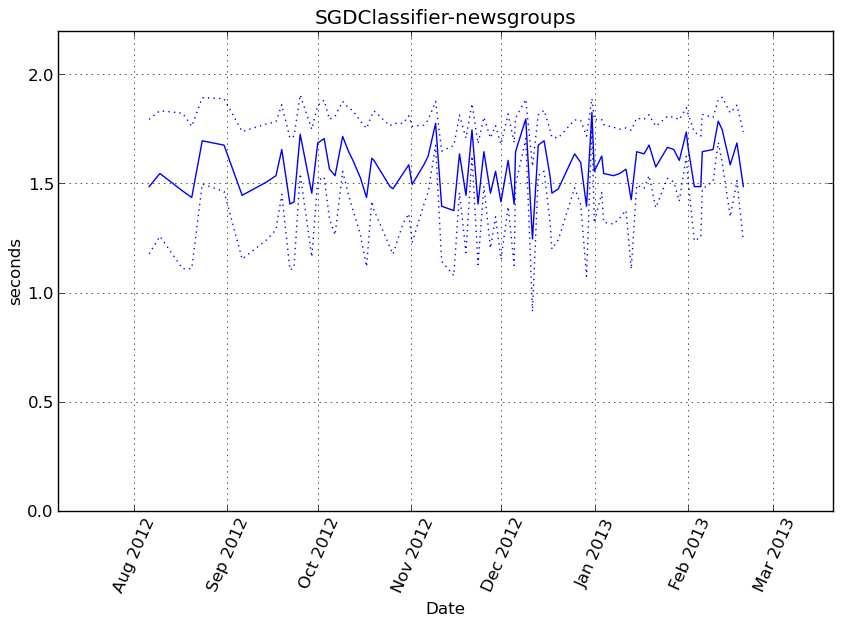 SGDClassifier-newsgroups
2.0
1.5
1.0
0.5
0.0
seconds
Aug 2012
Sep 2012
Oct 2012
Nov 2012
Dec 2012
Jan 2013
Feb 2013
Mar 2013
Date